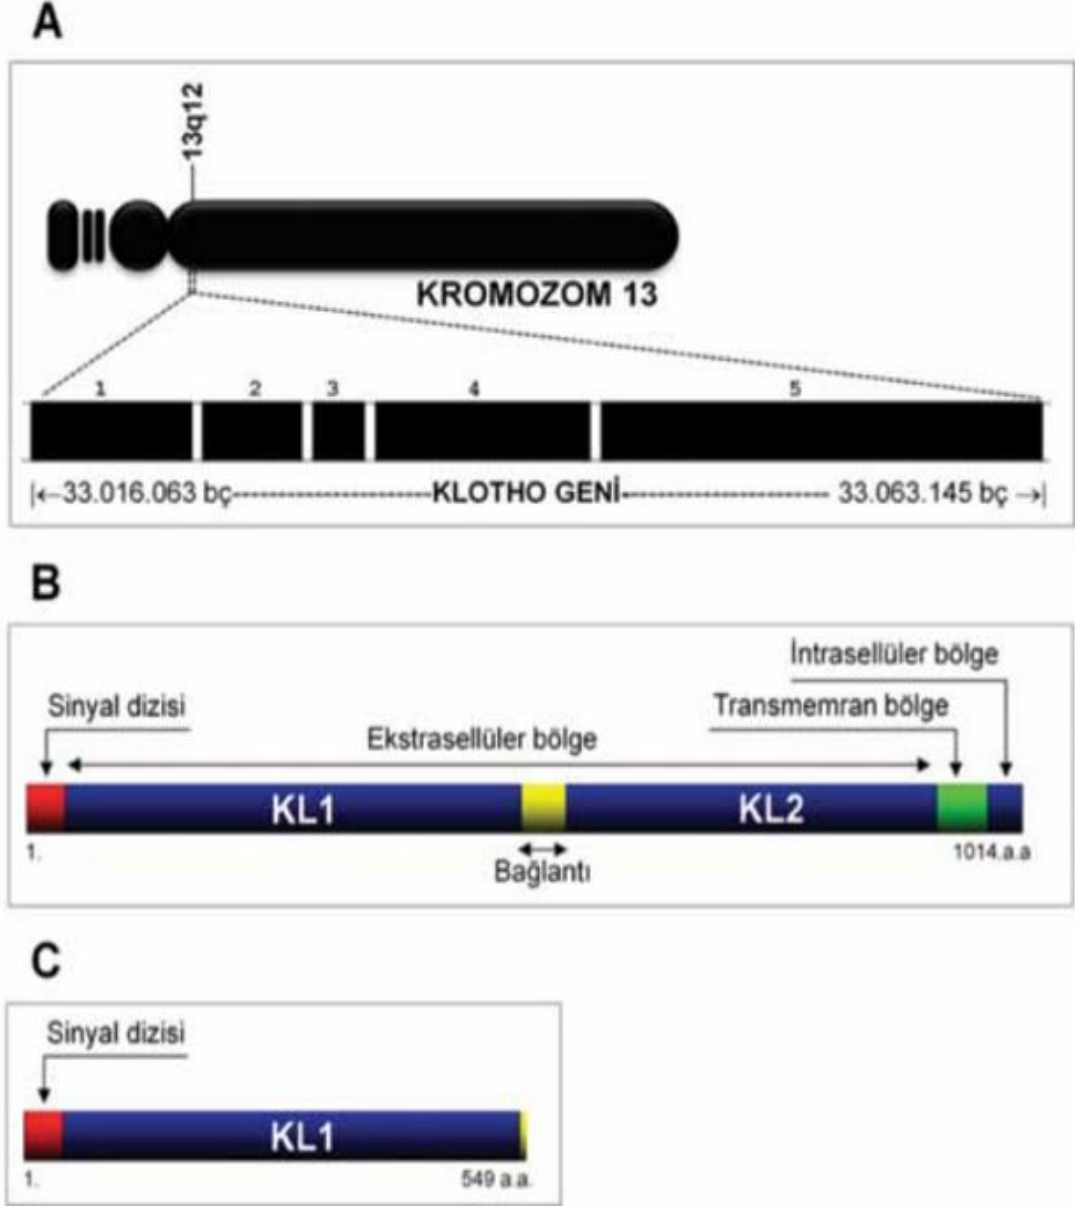 A
13q12
KROMOZOM 13
1 2 3 4 5
|←33.016.063 bç--------------------KLOTHO GENİ--------------------- 33.063.145 bç →|
B
İntrasellüler bölge
Sinyal dizisi
Transmemran bölge
Ekstrasellüler bölge
KL1 KL2
1. 1014.a.a
Bağlantı
C
Sinyal dizisi
KL1
1. 549 a.a.